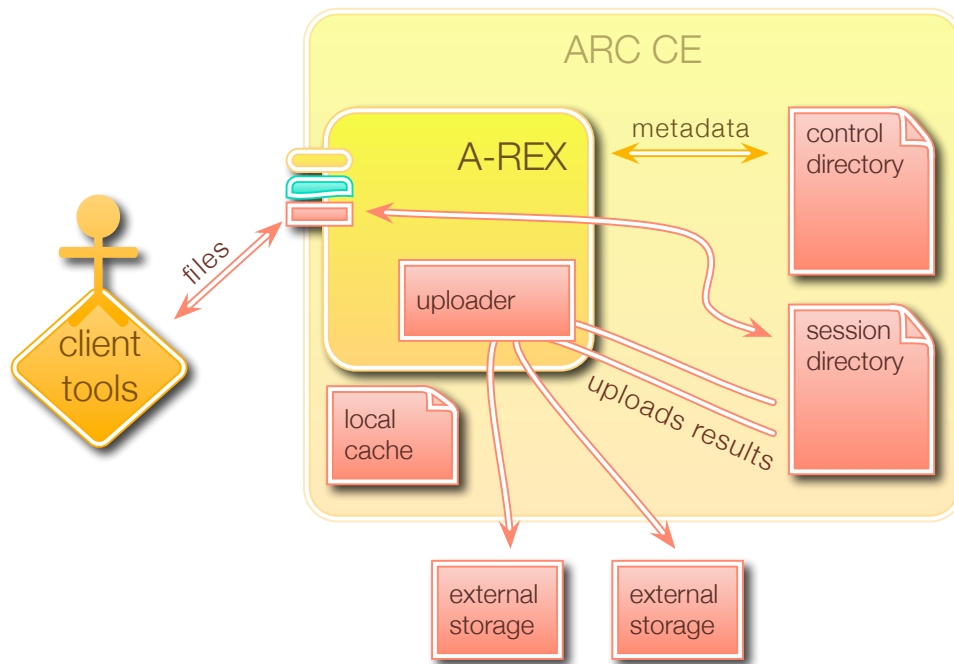 ARC CE
A-REX
metadata
control
directory
files
client
tools
uploader
session
directory
uploads results
local
cache
external
storage
external
storage